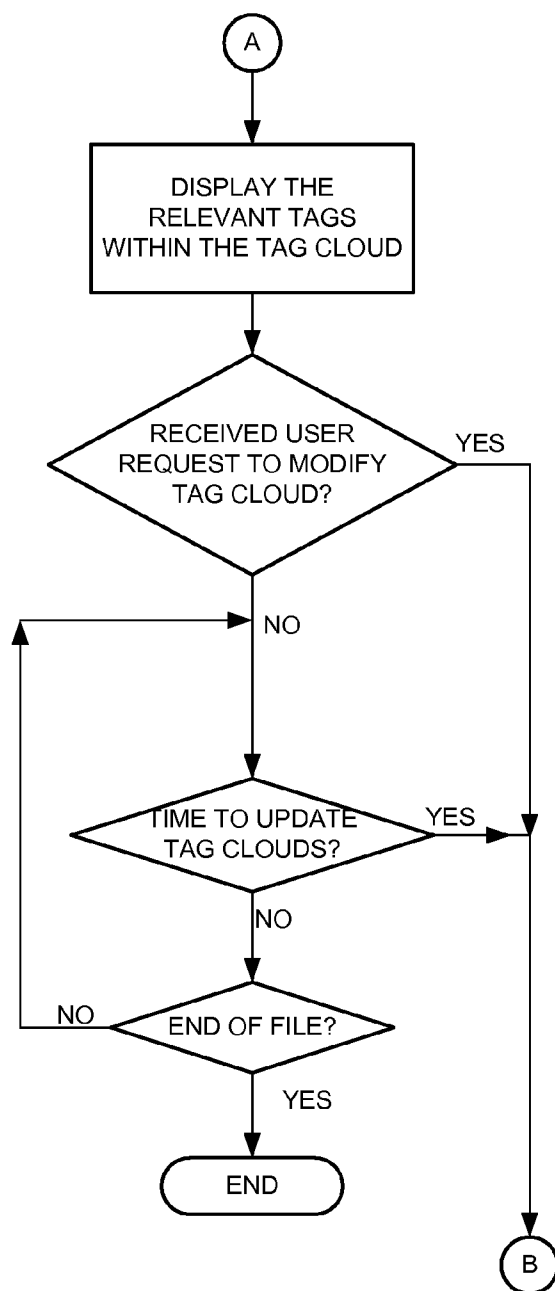 A
DISPLAY THE
RELEVANT TAGS
WITHIN THE TAG CLOUD
RECEIVED USER
REQUEST TO MODIFY
TAG CLOUD?
YES
NO
TIME TO UPDATE
TAG CLOUDS?
YES
NO
END OF FILE?
NO
YES
END
B